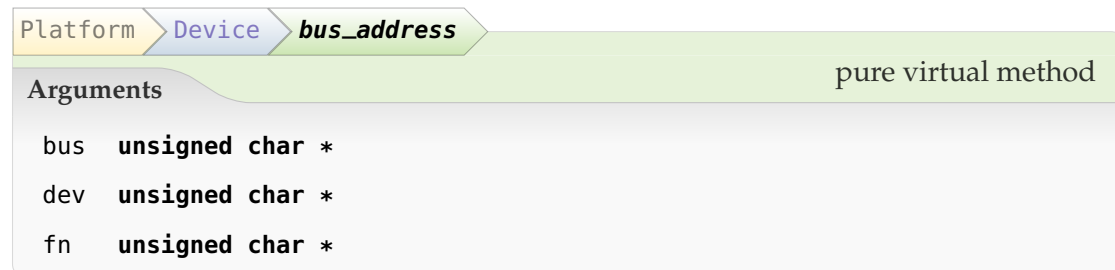 Platform Device bus_address
pure virtual method
Arguments
bus unsigned char *
dev unsigned char *
fn unsigned char *